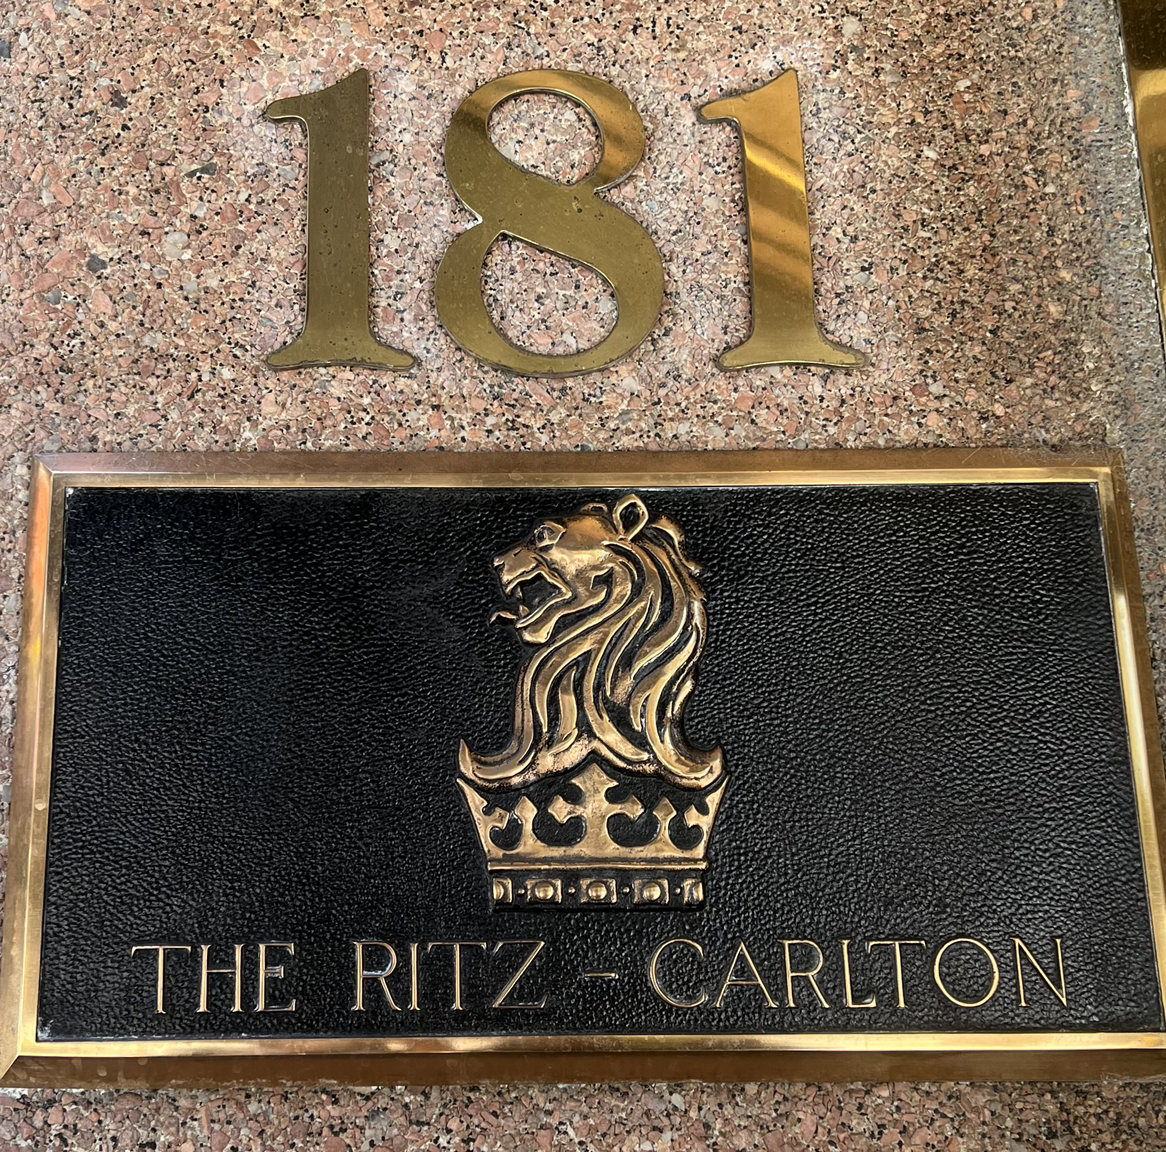 181
THE RITZ - CARLTON